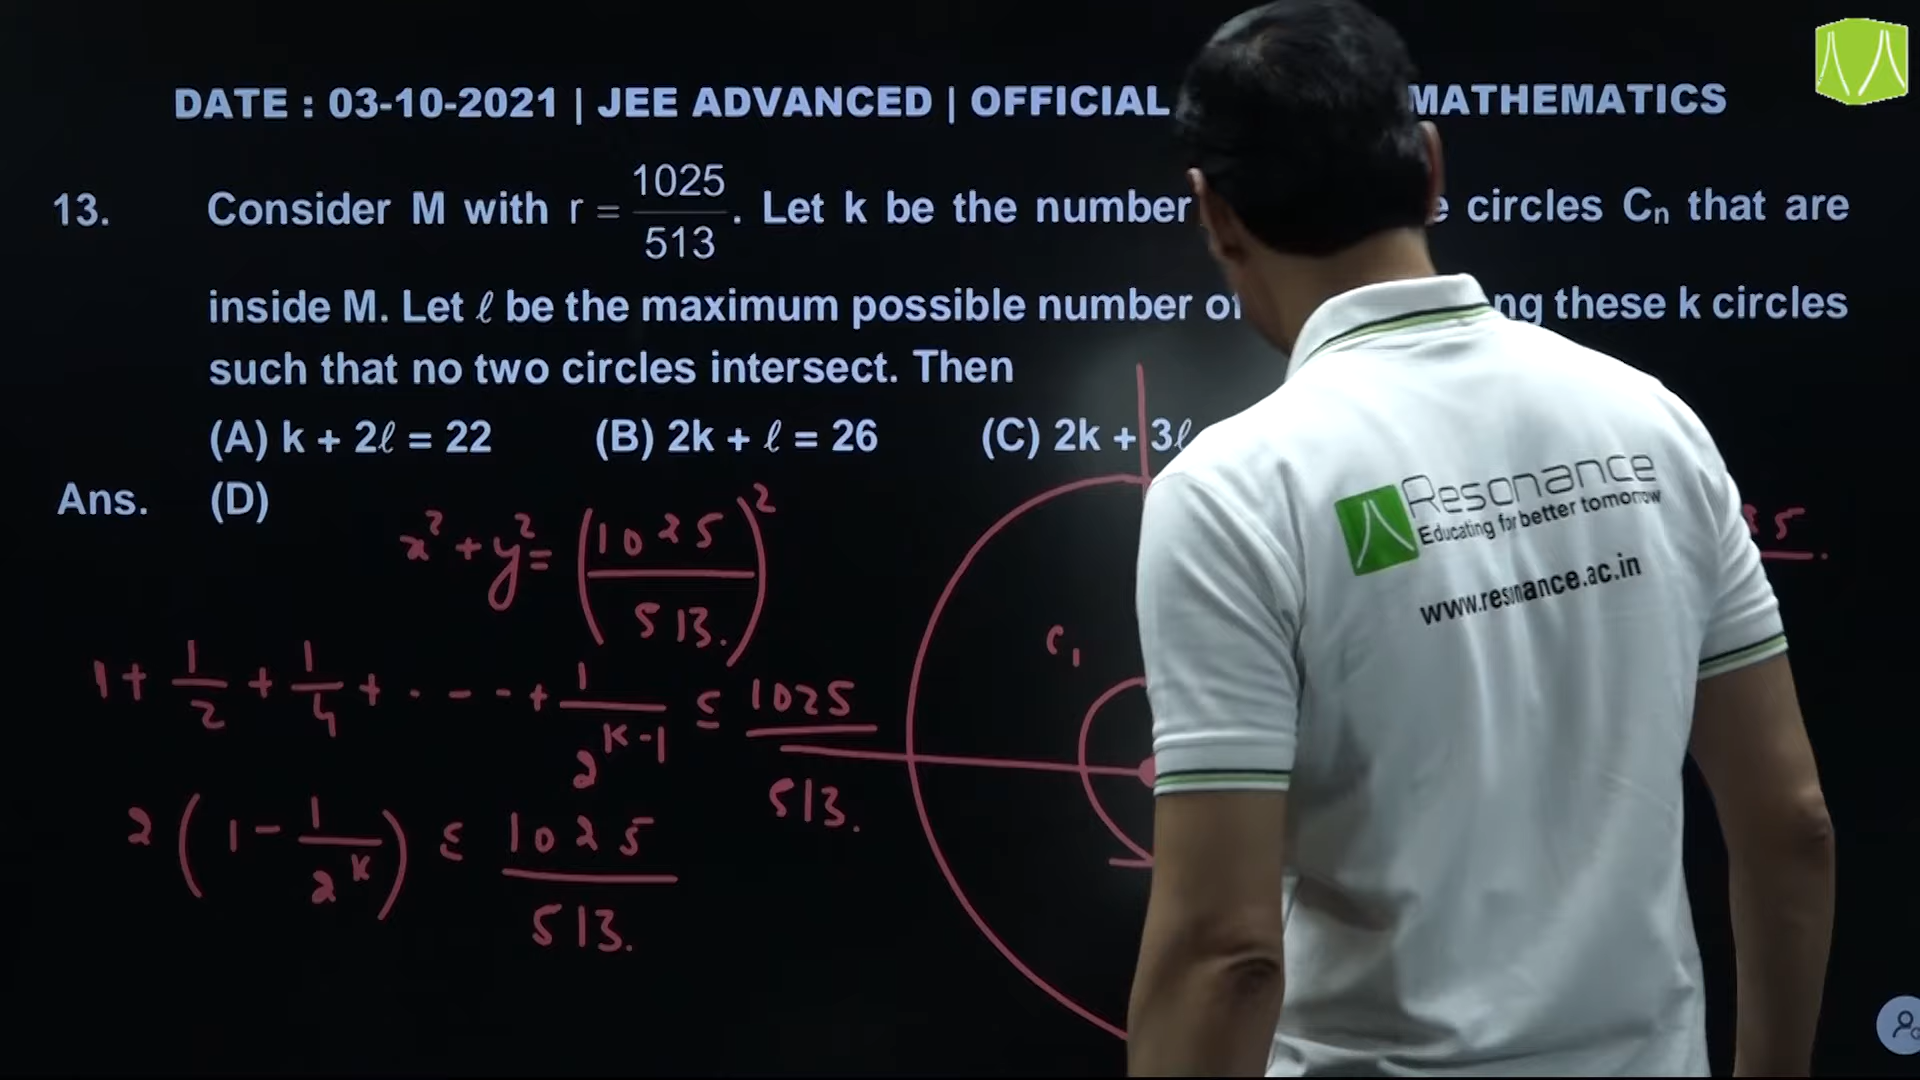 DATE : 03-10-2021 | JEE ADVANCED | OFFICIAL MATHEMATICS
13. Consider M with r = 1025/513. Let k be the number circles Cn that are
inside M. Let ℓ be the maximum possible number of these k circles
such that no two circles intersect. Then
(A) k + 2ℓ = 22 (B) 2k + ℓ = 26 (C) 2k + 3ℓ
Ans. (D)
x² + y² = (1025/513.)²
1 + 1/2 + 1/4 + . - - - + 1/2^(k-1) ≤ 1025/513.
2(1 - 1/2^k) ≤ 1025/513.
C1
Resonance
Educating for better tomorrow
www.resonance.ac.in